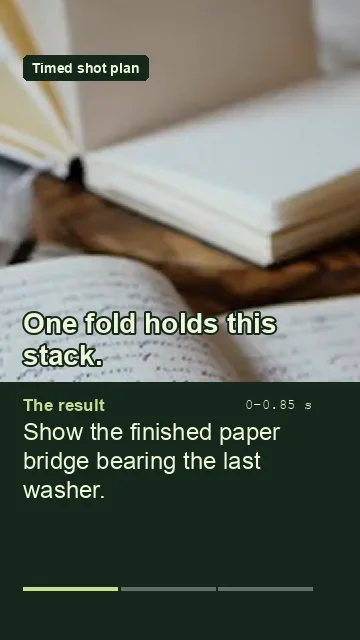 Timed shot plan
One fold holds this
stack.
The result
0–0.85 s
Show the finished paper
bridge bearing the last
washer.